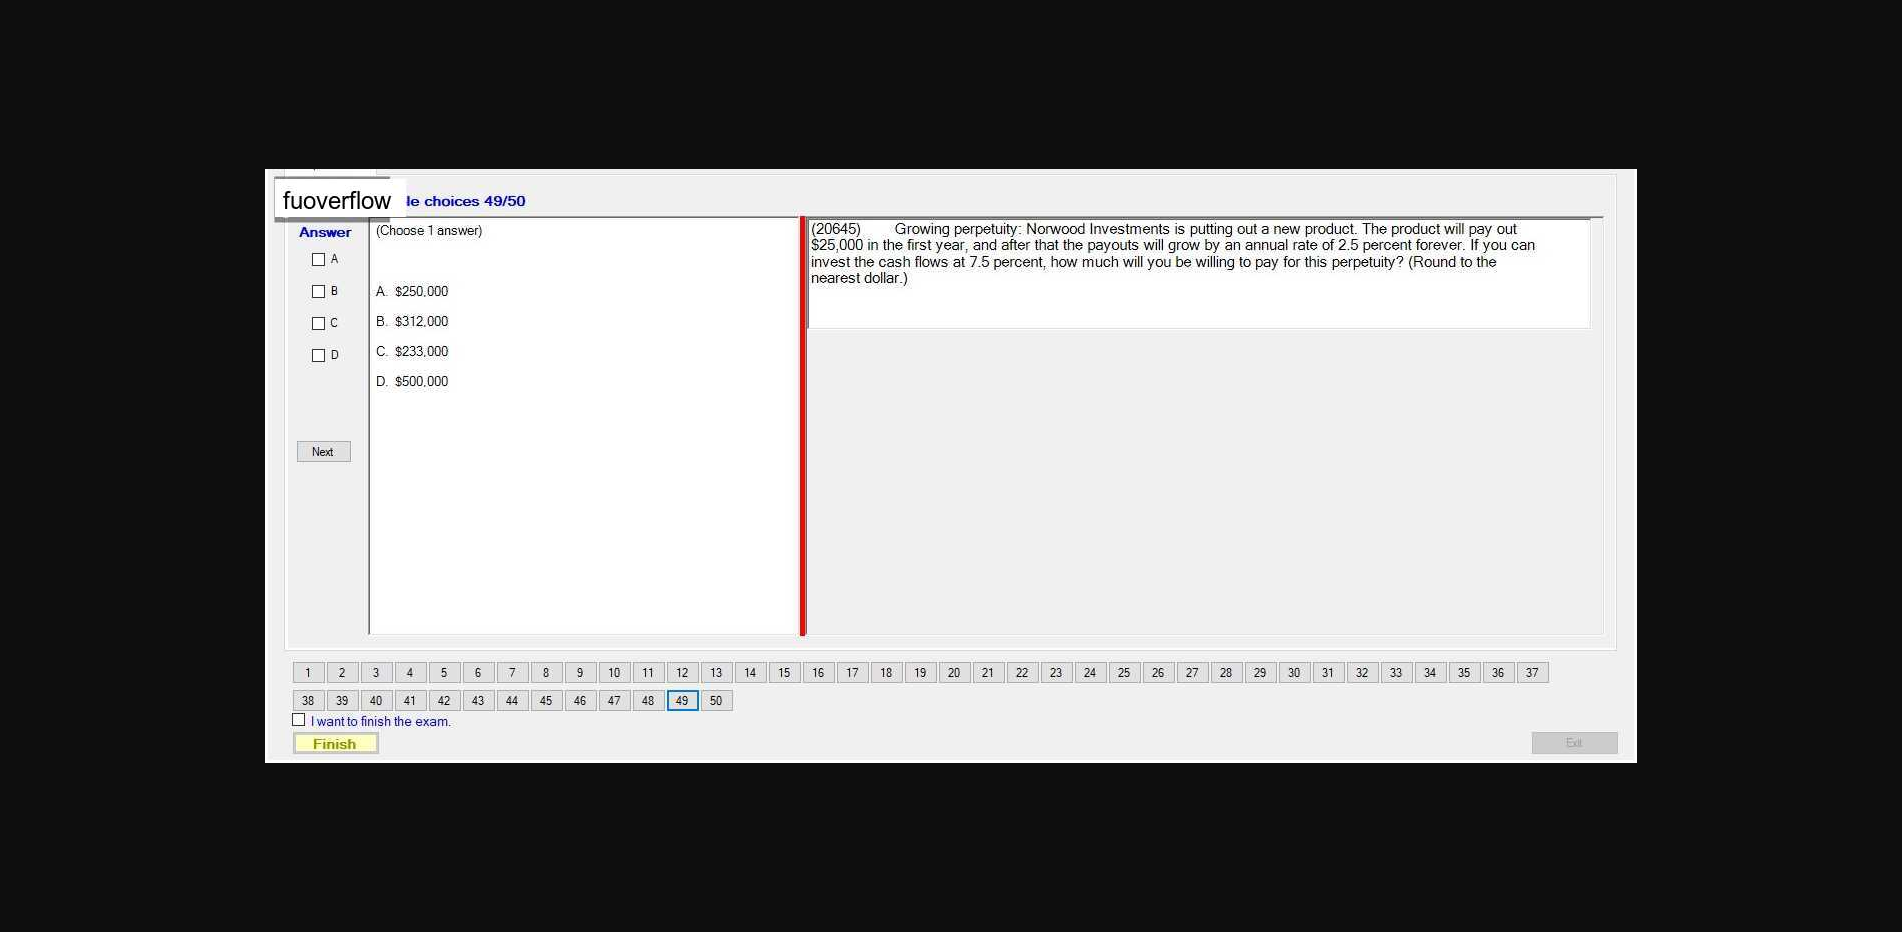 fuoverflow
le choices 49/50
Answer
(Choose 1 answer)
A
B
C
D
A. $250,000
B. $312,000
C. $233,000
D. $500,000
Next
(20645) Growing perpetuity: Norwood Investments is putting out a new product. The product will pay out
$25,000 in the first year, and after that the payouts will grow by an annual rate of 2.5 percent forever. If you can
invest the cash flows at 7.5 percent, how much will you be willing to pay for this perpetuity? (Round to the
nearest dollar.)
1 2 3 4 5 6 7 8 9 10 11 12 13 14 15 16 17 18 19 20 21 22 23 24 25 26 27 28 29 30 31 32 33 34 35 36 37
38 39 40 41 42 43 44 45 46 47 48 49 50
I want to finish the exam.
Finish
Exit